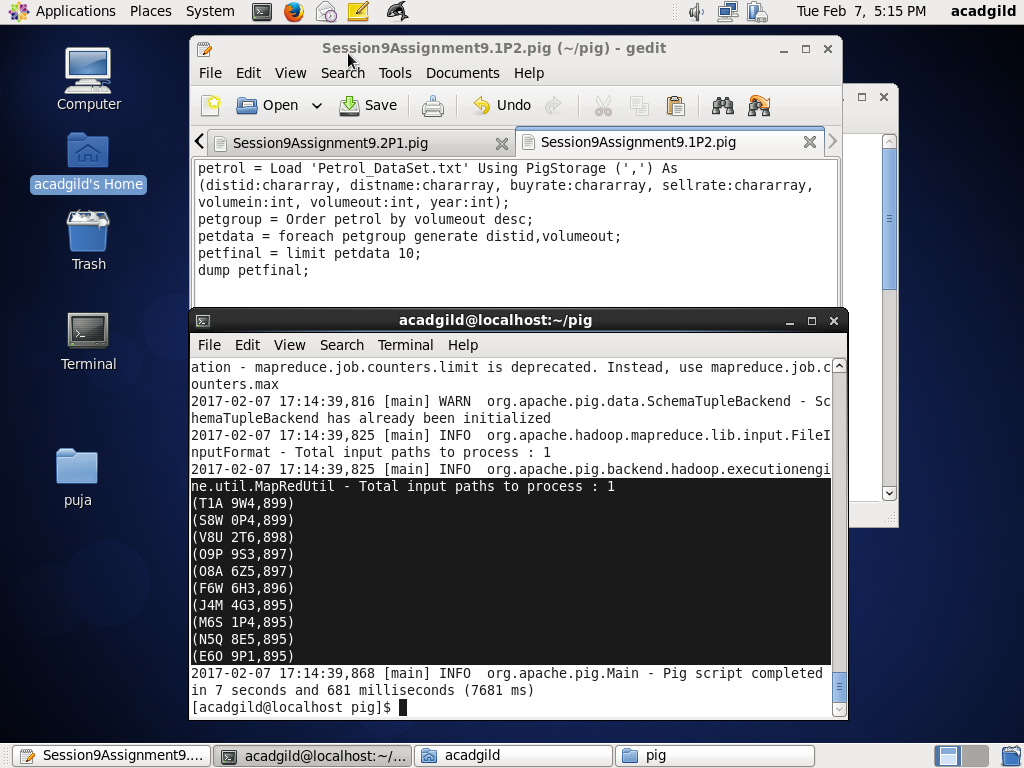 Applications Places System
Tue Feb 7, 5:15 PM acadgild
Computer
acadgild's Home
Trash
Terminal
puja
Session9Assignment9.1P2.pig (~/pig) - gedit
File Edit View Search Tools Documents Help
Open Save Undo
Session9Assignment9.2P1.pig Session9Assignment9.1P2.pig
petrol = Load 'Petrol_DataSet.txt' Using PigStorage (',') As
(distid:chararray, distname:chararray, buyrate:chararray, sellrate:chararray,
volumein:int, volumeout:int, year:int);
petgroup = Order petrol by volumeout desc;
petdata = foreach petgroup generate distid,volumeout;
petfinal = limit petdata 10;
dump petfinal;
acadgild@localhost:~/pig
File Edit View Search Terminal Help
ation - mapreduce.job.counters.limit is deprecated. Instead, use mapreduce.job.c
ounters.max
2017-02-07 17:14:39,816 [main] WARN  org.apache.pig.data.SchemaTupleBackend - Sc
hemaTupleBackend has already been initialized
2017-02-07 17:14:39,825 [main] INFO  org.apache.hadoop.mapreduce.lib.input.FileI
nputFormat - Total input paths to process : 1
2017-02-07 17:14:39,825 [main] INFO  org.apache.pig.backend.hadoop.executionengi
ne.util.MapRedUtil - Total input paths to process : 1
(T1A 9W4,899)
(S8W 0P4,899)
(V8U 2T6,898)
(O9P 9S3,897)
(O8A 6Z5,897)
(F6W 6H3,896)
(J4M 4G3,895)
(M6S 1P4,895)
(N5Q 8E5,895)
(E6O 9P1,895)
2017-02-07 17:14:39,868 [main] INFO  org.apache.pig.Main - Pig script completed
in 7 seconds and 681 milliseconds (7681 ms)
[acadgild@localhost pig]$
Session9Assignment9.... acadgild@localhost:~/... acadgild pig